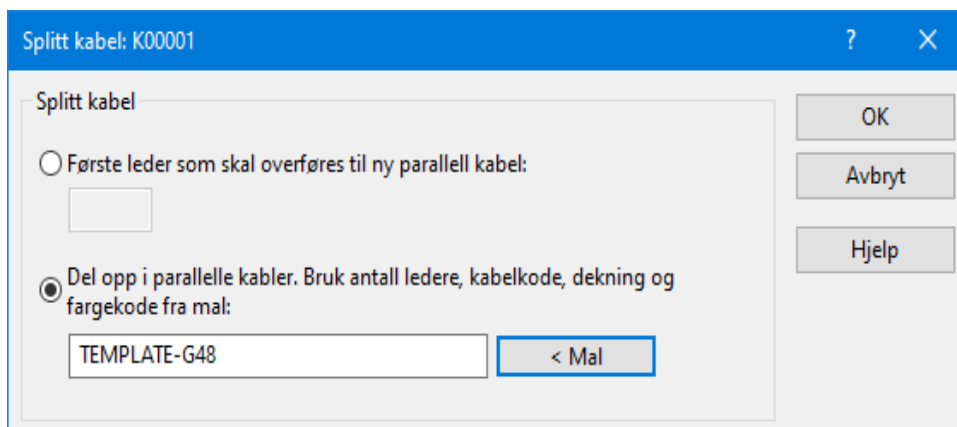 Splitt kabel: K00001
Splitt kabel
OK
Første leder som skal overføres til ny parallell kabel:
Avbryt
Hjelp
Del opp i parallelle kabler. Bruk antall ledere, kabelkode, dekning og
fargekode fra mal:
TEMPLATE-G48
< Mal